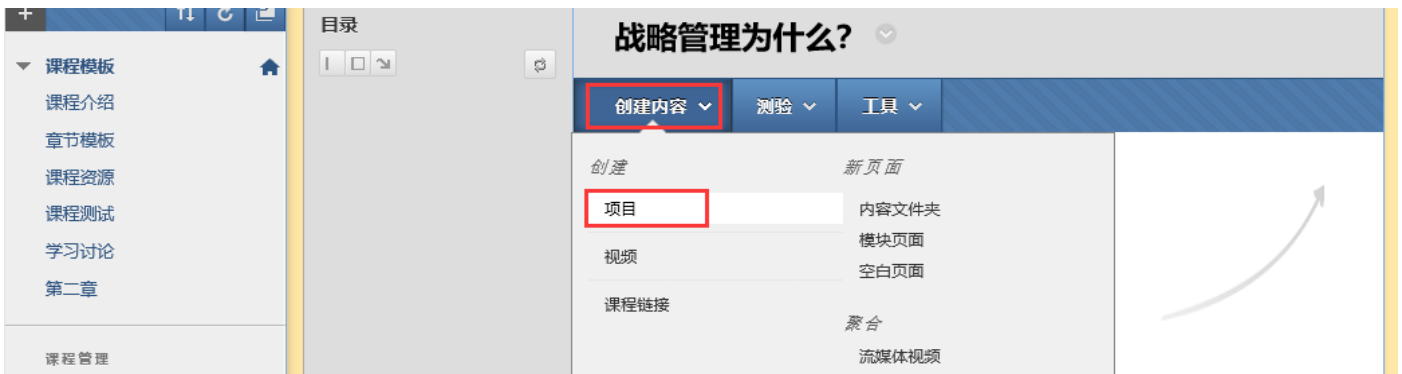 课程模板
课程介绍
章节模板
课程资源
课程测试
学习讨论
第二章
课程管理
目录
战略管理为什么?
创建内容
测验
工具
创建
项目
视频
课程链接
新页面
内容文件夹
模块页面
空白页面
聚合
流媒体视频